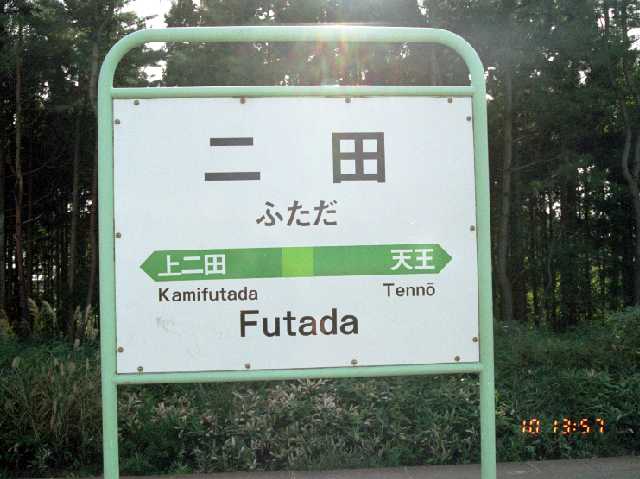 二田
ふただ
上二田 天王
Kamifutada Tennō
Futada
10 13:57